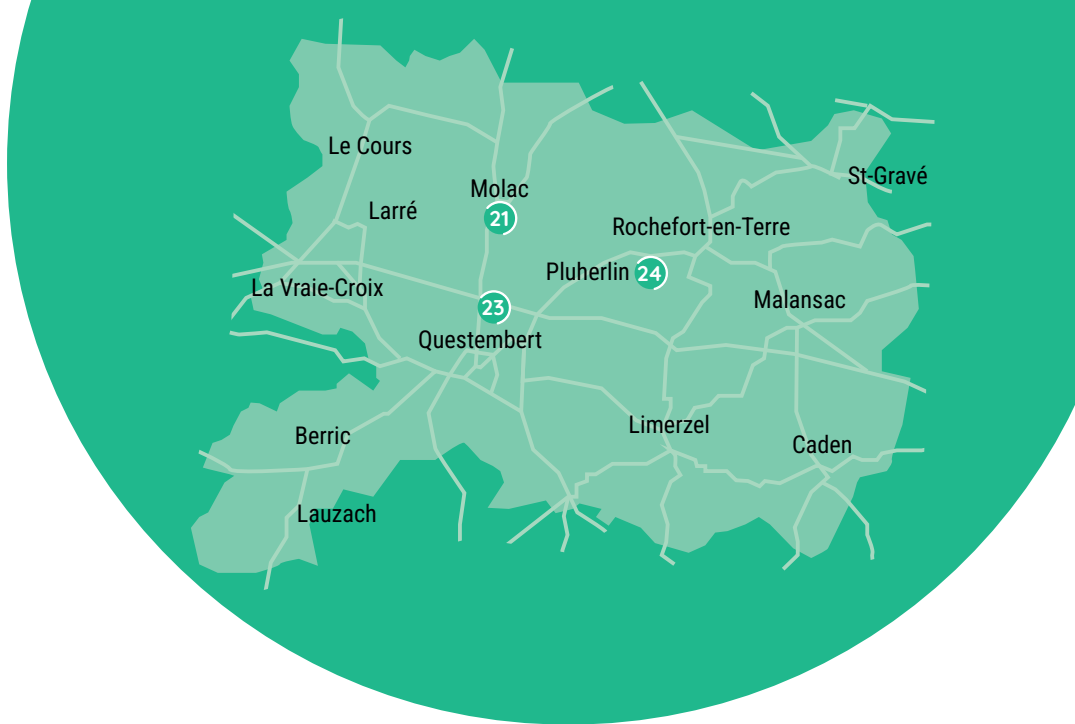 Le Cours
Molac
St-Gravé
Larré
21
Rochefort-en-Terre
Pluherlin 24
La Vraie-Croix
Malansac
23
Questembert
Limerzel
Berric
Caden
Lauzach